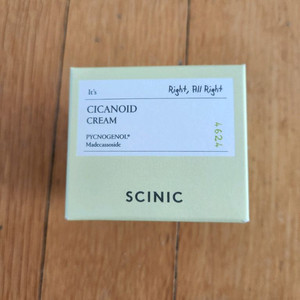 It's
Right, All Right
CICANOID
CREAM
PYCNOGENOL®
Madecassoside
4624
SCINIC